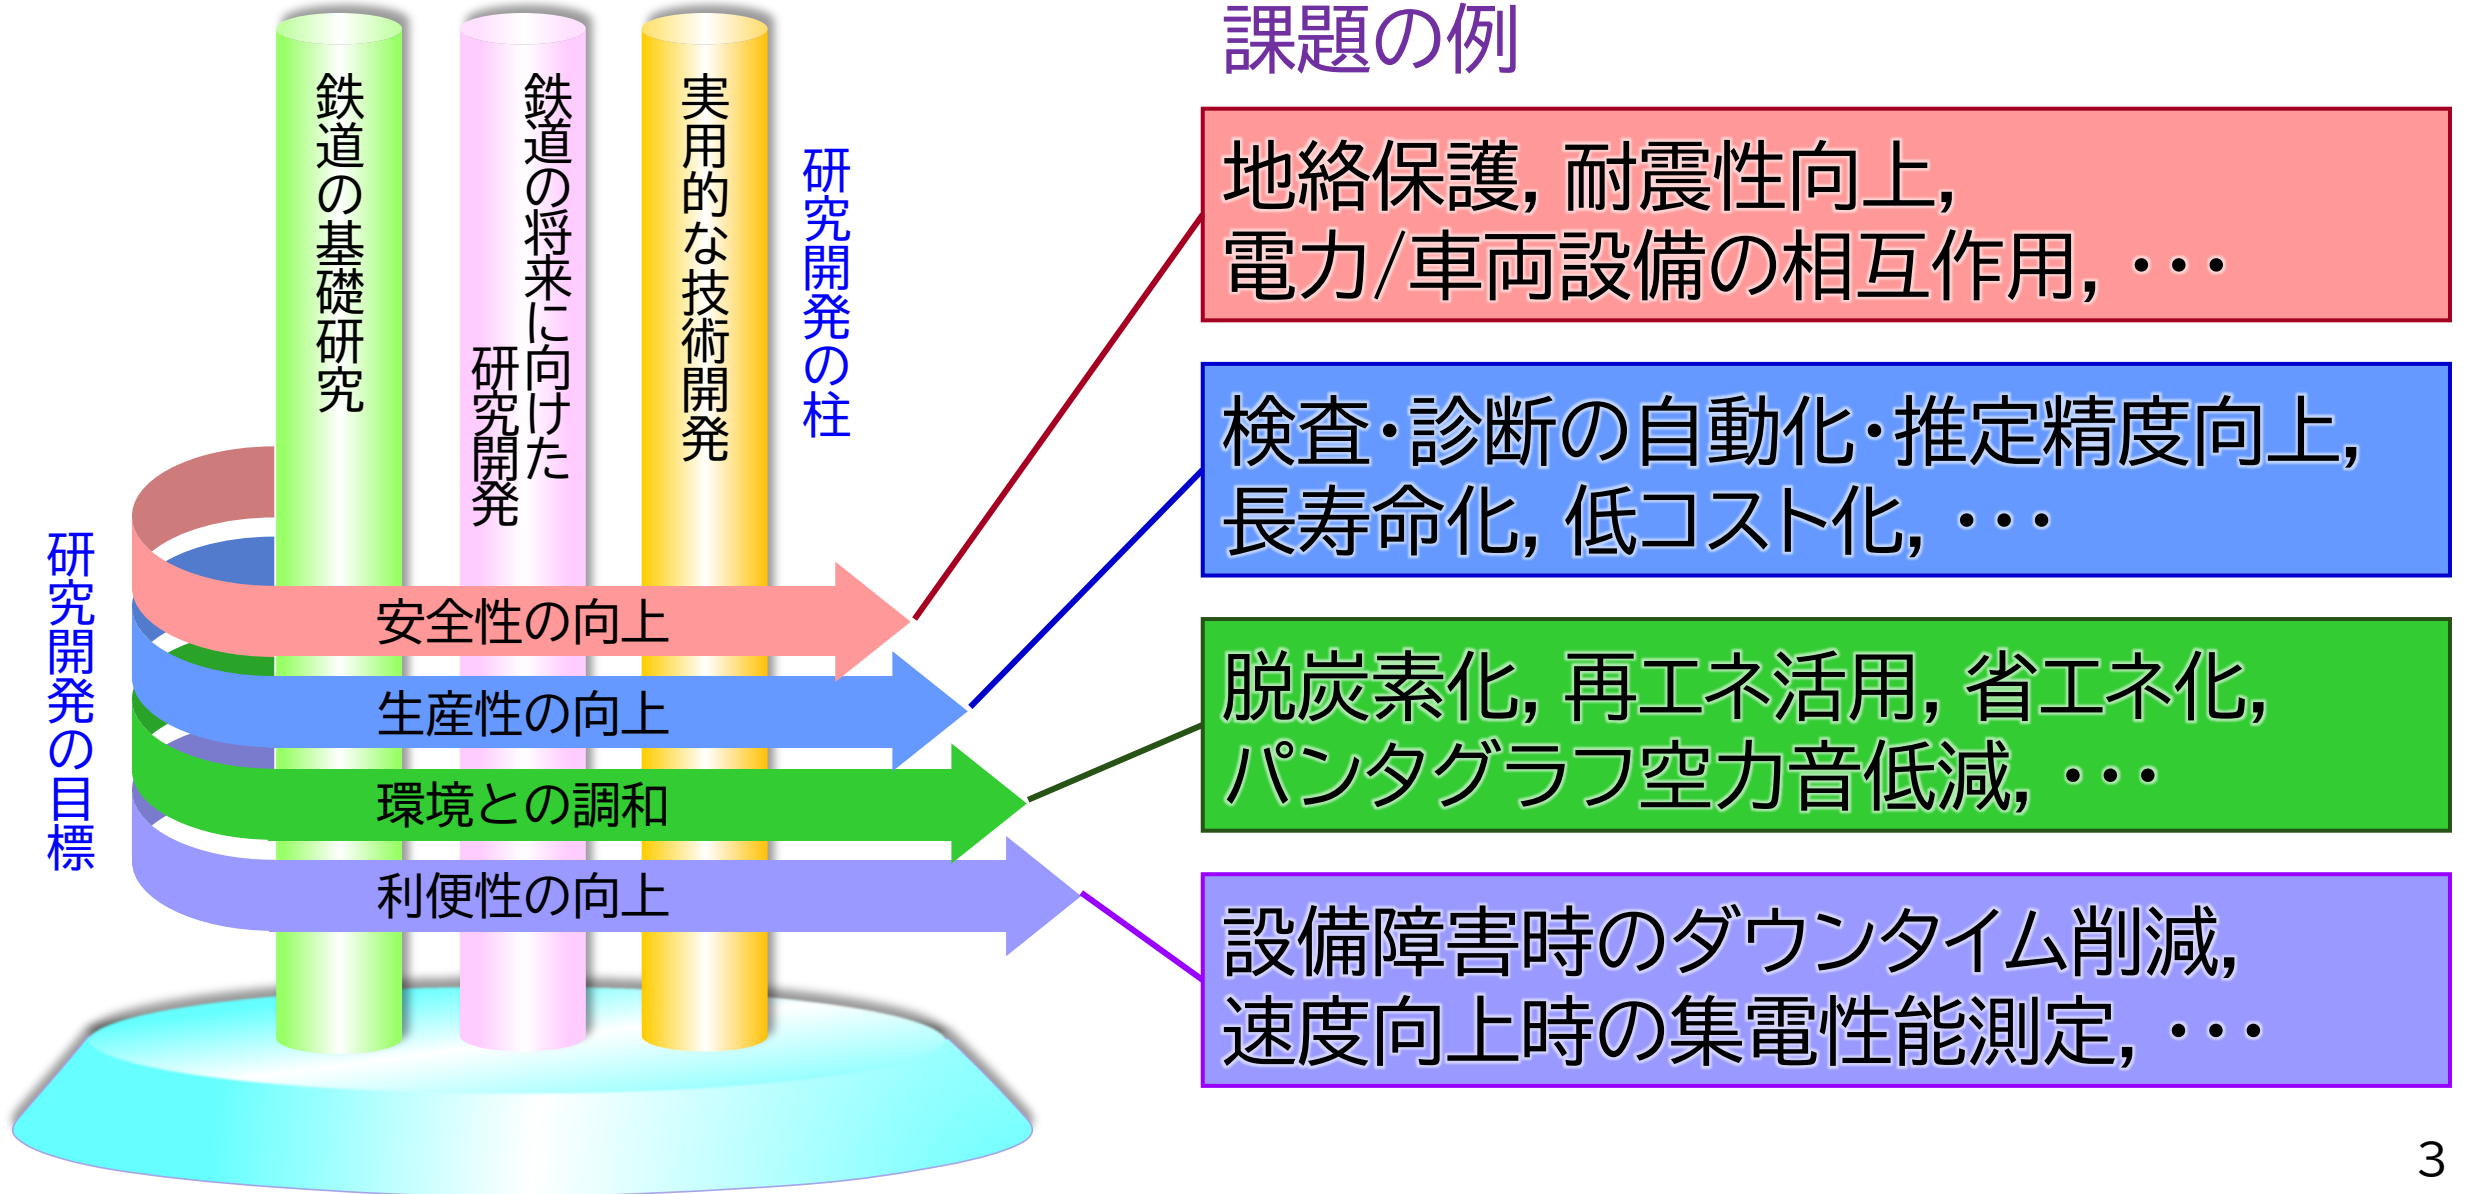 課題の例
鉄道の基礎研究
鉄道の将来に向けた
研究開発
実用的な技術開発
研究開発の柱
研究開発の目標
安全性の向上
生産性の向上
環境との調和
利便性の向上
地絡保護, 耐震性向上,
電力/車両設備の相互作用, ・・・
検査・診断の自動化・推定精度向上,
長寿命化, 低コスト化, ・・・
脱炭素化, 再エネ活用, 省エネ化,
パンタグラフ空力音低減, ・・・
設備障害時のダウンタイム削減,
速度向上時の集電性能測定, ・・・
3